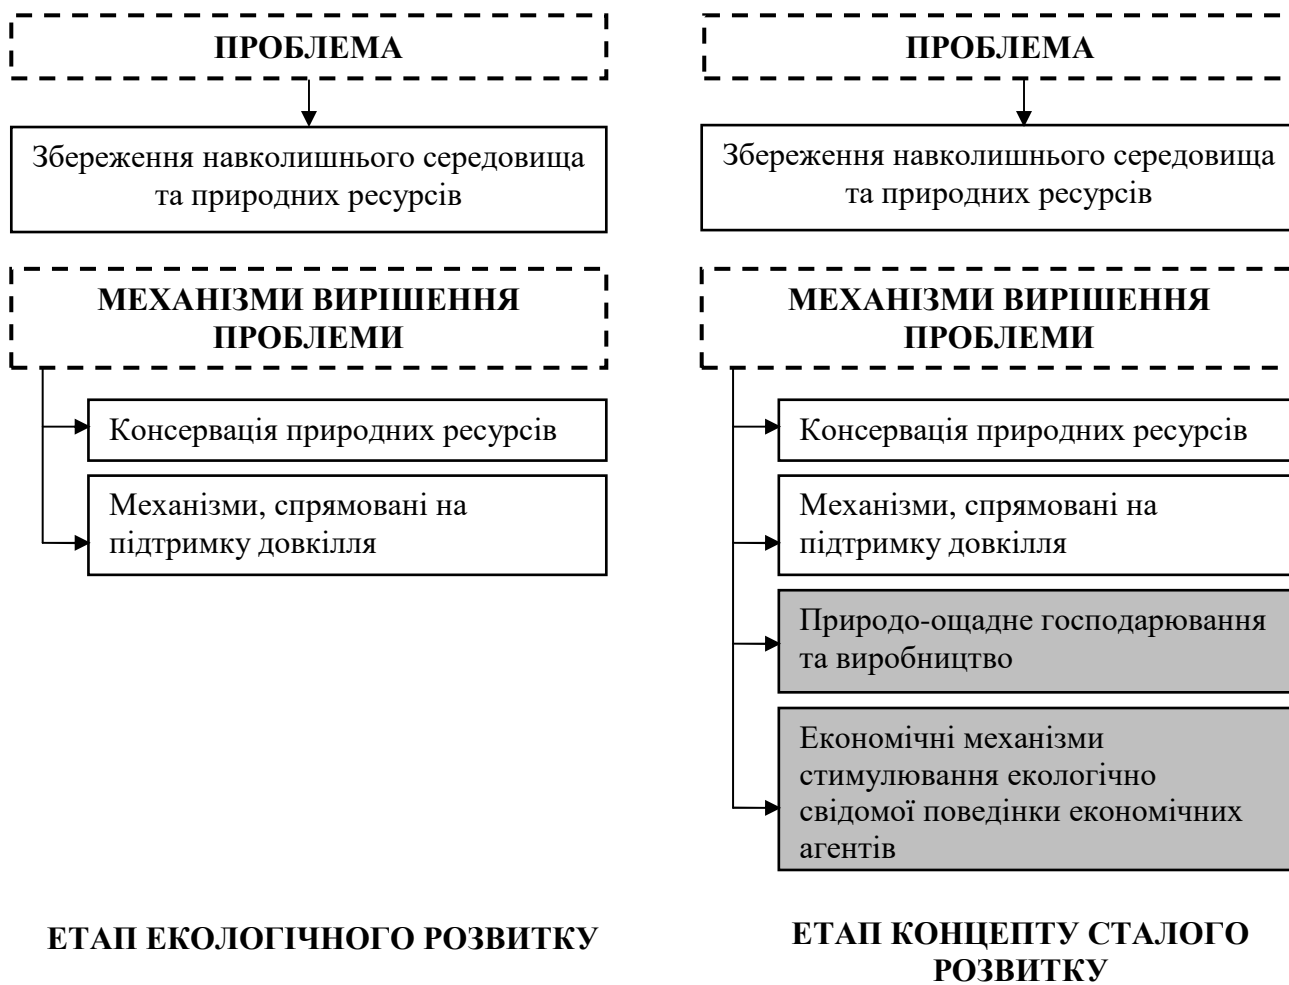 ПРОБЛЕМА
Збереження навколишнього середовища
та природних ресурсів
МЕХАНІЗМИ ВИРІШЕННЯ
ПРОБЛЕМИ
Консервація природних ресурсів
Механізми, спрямовані на
підтримку довкілля
ЕТАП ЕКОЛОГІЧНОГО РОЗВИТКУ
ПРОБЛЕМА
Збереження навколишнього середовища
та природних ресурсів
МЕХАНІЗМИ ВИРІШЕННЯ
ПРОБЛЕМИ
Консервація природних ресурсів
Механізми, спрямовані на
підтримку довкілля
Природо-ощадне господарювання
та виробництво
Економічні механізми
стимулювання екологічно
свідомої поведінки економічних
агентів
ЕТАП КОНЦЕПТУ СТАЛОГО
РОЗВИТКУ